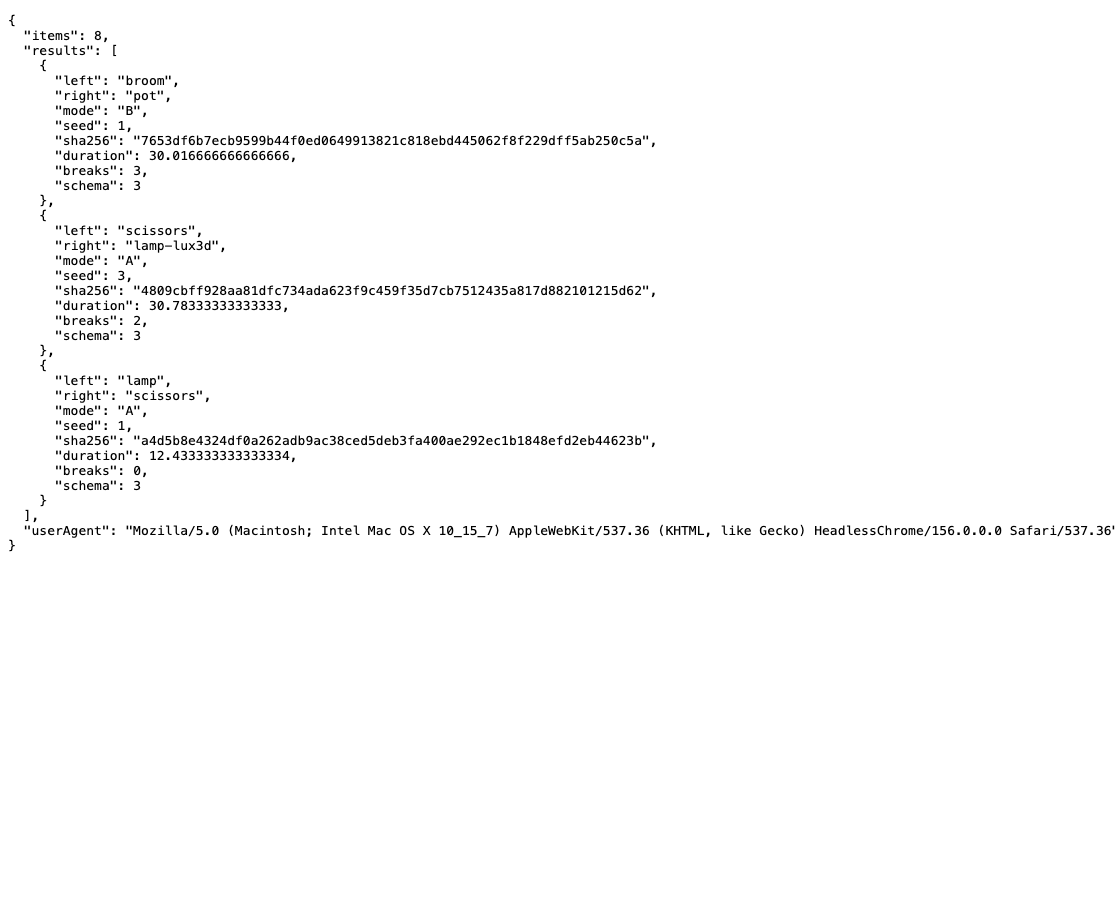 {
  "items": 8,
  "results": [
    {
      "left": "broom",
      "right": "pot",
      "mode": "B",
      "seed": 1,
      "sha256": "7653df6b7ecb9599b44f0ed0649913821c818ebd445062f8f229dff5ab250c5a",
      "duration": 30.016666666666666,
      "breaks": 3,
      "schema": 3
    },
    {
      "left": "scissors",
      "right": "lamp-lux3d",
      "mode": "A",
      "seed": 3,
      "sha256": "4809cbff928aa81dfc734ada623f9c459f35d7cb7512435a817d882101215d62",
      "duration": 30.78333333333333,
      "breaks": 2,
      "schema": 3
    },
    {
      "left": "lamp",
      "right": "scissors",
      "mode": "A",
      "seed": 1,
      "sha256": "a4d5b8e4324df0a262adb9ac38ced5deb3fa400ae292ec1b1848efd2eb44623b",
      "duration": 12.433333333333334,
      "breaks": 0,
      "schema": 3
    }
  ],
  "userAgent": "Mozilla/5.0 (Macintosh; Intel Mac OS X 10_15_7) AppleWebKit/537.36 (KHTML, like Gecko) HeadlessChrome/156.0.0.0 Safari/537.36"
}